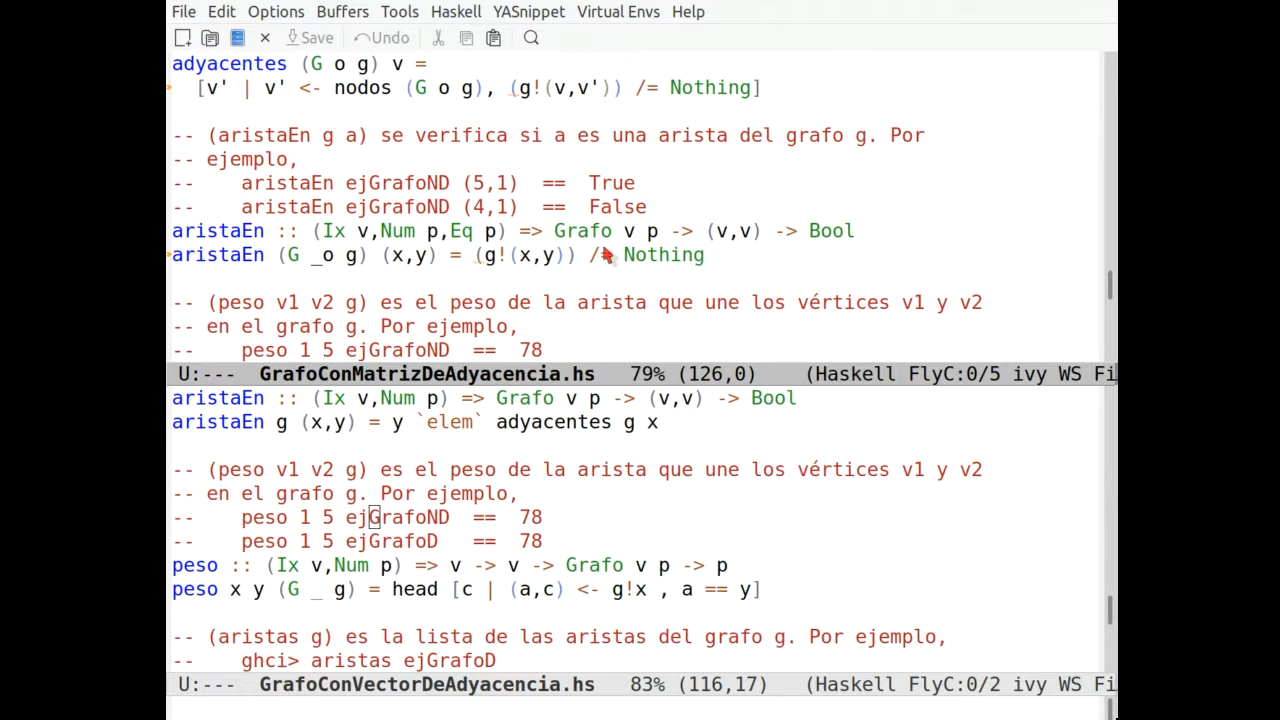 File Edit Options Buffers Tools Haskell YASnippet Virtual Envs Help
Save Undo
adyacentes (G o g) v =
[v' | v' <- nodos (G o g), (g!(v,v')) /= Nothing]
-- (aristaEn g a) se verifica si a es una arista del grafo g. Por
-- ejemplo,
-- aristaEn ejGrafoND (5,1) == True
-- aristaEn ejGrafoND (4,1) == False
aristaEn :: (Ix v,Num p,Eq p) => Grafo v p -> (v,v) -> Bool
aristaEn (G _o g) (x,y) = (g!(x,y)) /= Nothing
-- (peso v1 v2 g) es el peso de la arista que une los vértices v1 y v2
-- en el grafo g. Por ejemplo,
-- peso 1 5 ejGrafoND == 78
U:--- GrafoConMatrizDeAdyacencia.hs 79% (126,0) (Haskell FlyC:0/5 ivy WS Fi
aristaEn :: (Ix v,Num p) => Grafo v p -> (v,v) -> Bool
aristaEn g (x,y) = y `elem` adyacentes g x
-- (peso v1 v2 g) es el peso de la arista que une los vértices v1 y v2
-- en el grafo g. Por ejemplo,
-- peso 1 5 ejGrafoND == 78
-- peso 1 5 ejGrafoD == 78
peso :: (Ix v,Num p) => v -> v -> Grafo v p -> p
peso x y (G _ g) = head [c | (a,c) <- g!x , a == y]
-- (aristas g) es la lista de las aristas del grafo g. Por ejemplo,
-- ghci> aristas ejGrafoD
U:--- GrafoConVectorDeAdyacencia.hs 83% (116,17) (Haskell FlyC:0/2 ivy WS Fi